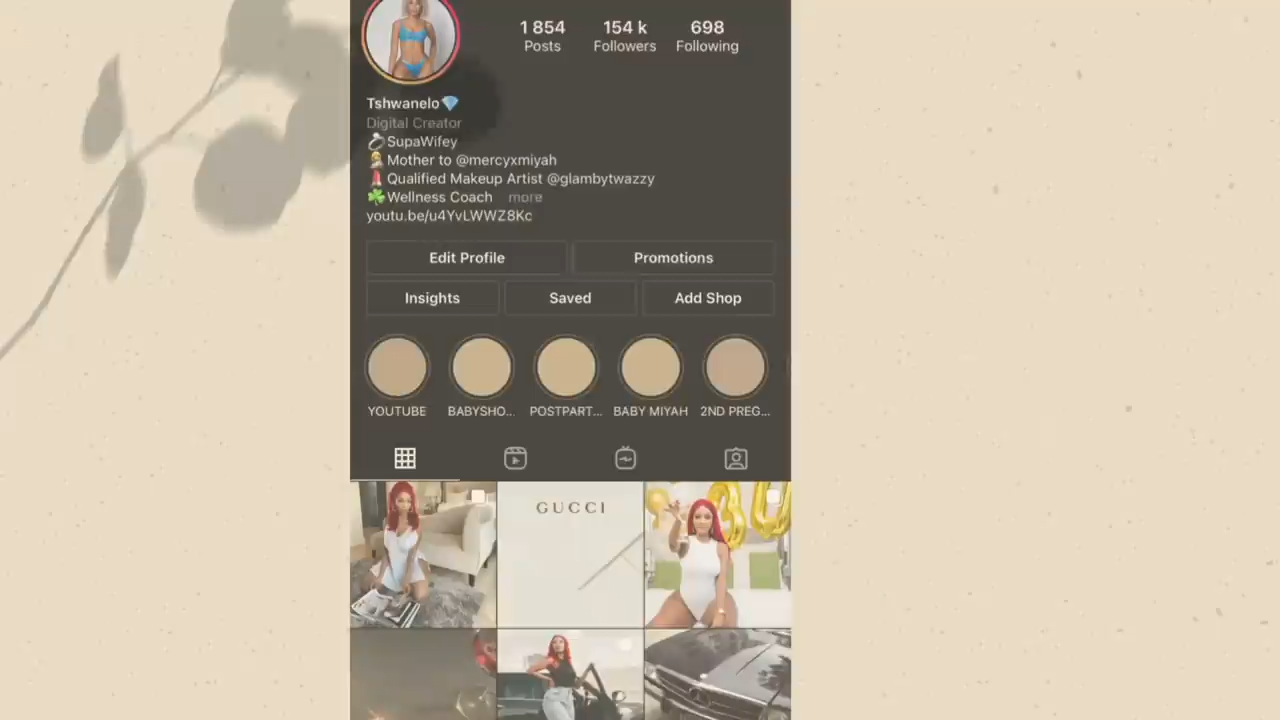 1 854 154 k 698
Posts Followers Following
Tshwanelo💎
Digital Creator
💍SupaWifey
🤱Mother to @mercyxmiyah
💄Qualified Makeup Artist @glambytwazzy
☘️Wellness Coach more
youtu.be/u4YvLWWZ8Kc
Edit Profile Promotions
Insights Saved Add Shop
YOUTUBE BABYSHO... POSTPART... BABY MIYAH 2ND PREG...
GUCCI
30